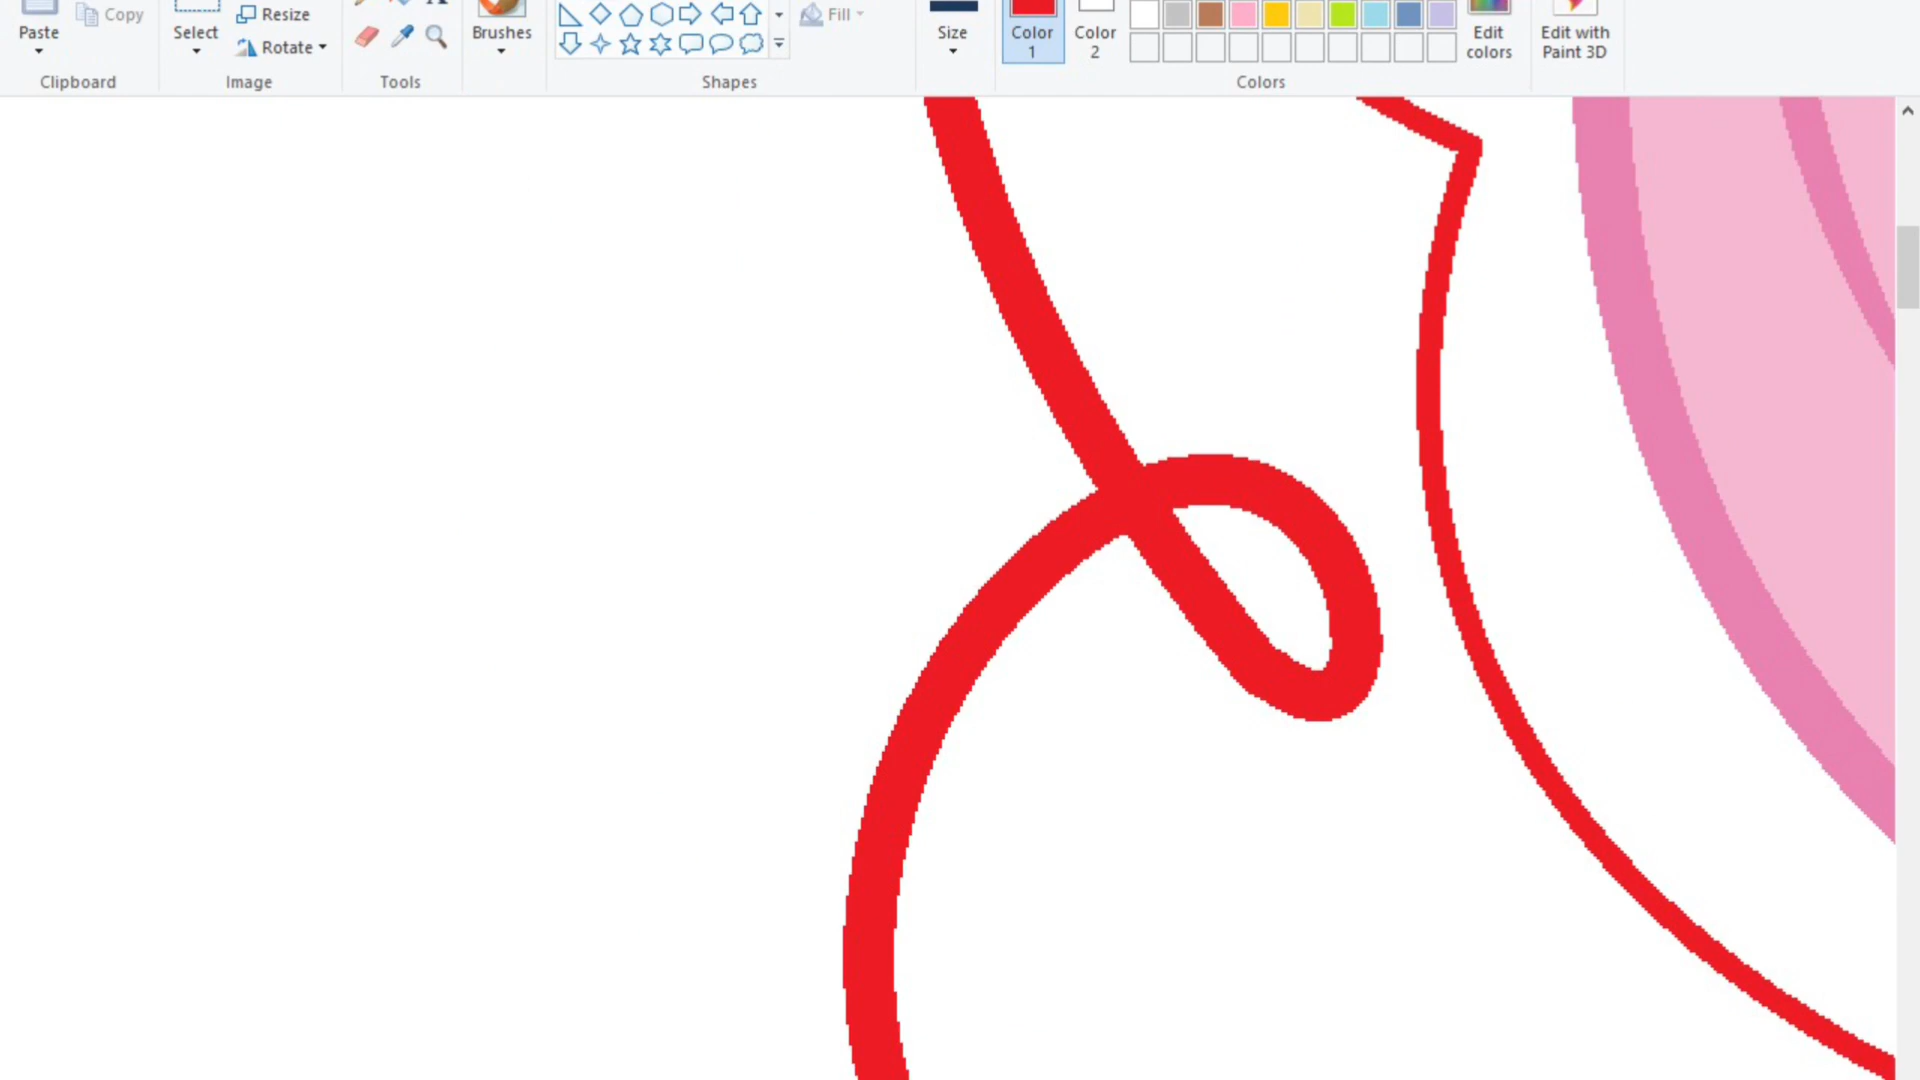 Paste
Copy
Clipboard
Select
Resize
Rotate
Image
Tools
Brushes
Shapes
Fill
Size
Color
1
Color
2
Colors
Edit
colors
Edit with
Paint 3D